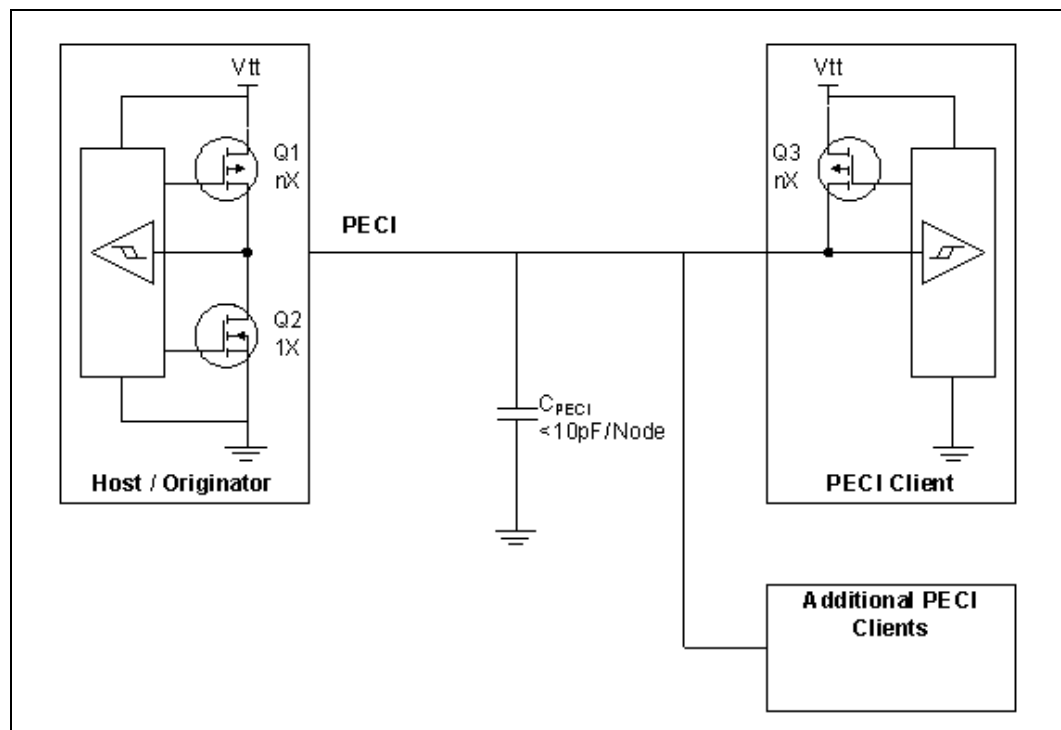 Vtt
Q1
nX
Q2
1X
Host / Originator
PECI
CPECI
<10pF/Node
Vtt
Q3
nX
PECI Client
Additional PECI
Clients